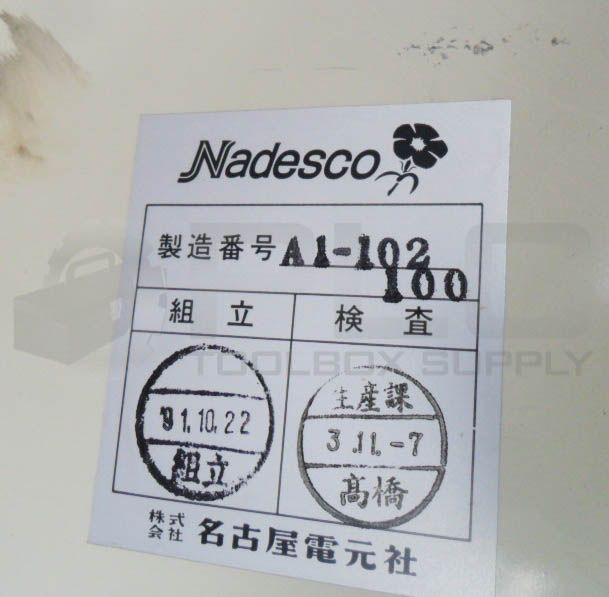 Nadesco
製造番号 A1-102
100
組立 検査
'91.10.22
組立
生産課
3.11.-7
高橋
株式会社 名古屋電元社
PLC
TOOLBOX SUPPLY